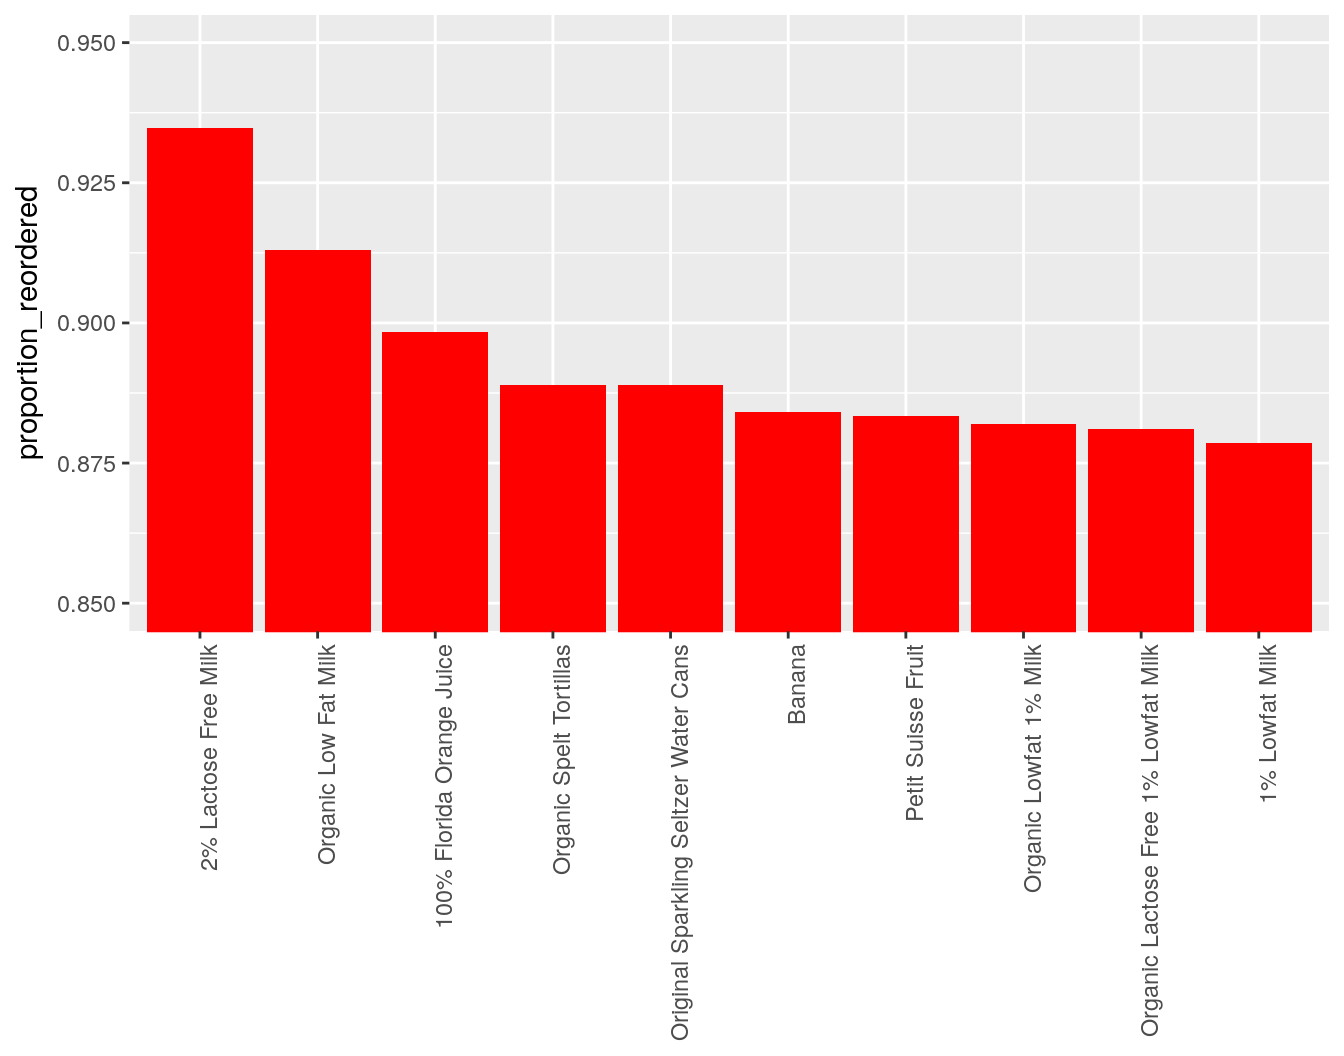 proportion_reordered
0.950
0.925
0.900
0.875
0.850
2% Lactose Free Milk
Organic Low Fat Milk
100% Florida Orange Juice
Organic Spelt Tortillas
Original Sparkling Seltzer Water Cans
Banana
Petit Suisse Fruit
Organic Lowfat 1% Milk
Organic Lactose Free 1% Lowfat Milk
1% Lowfat Milk